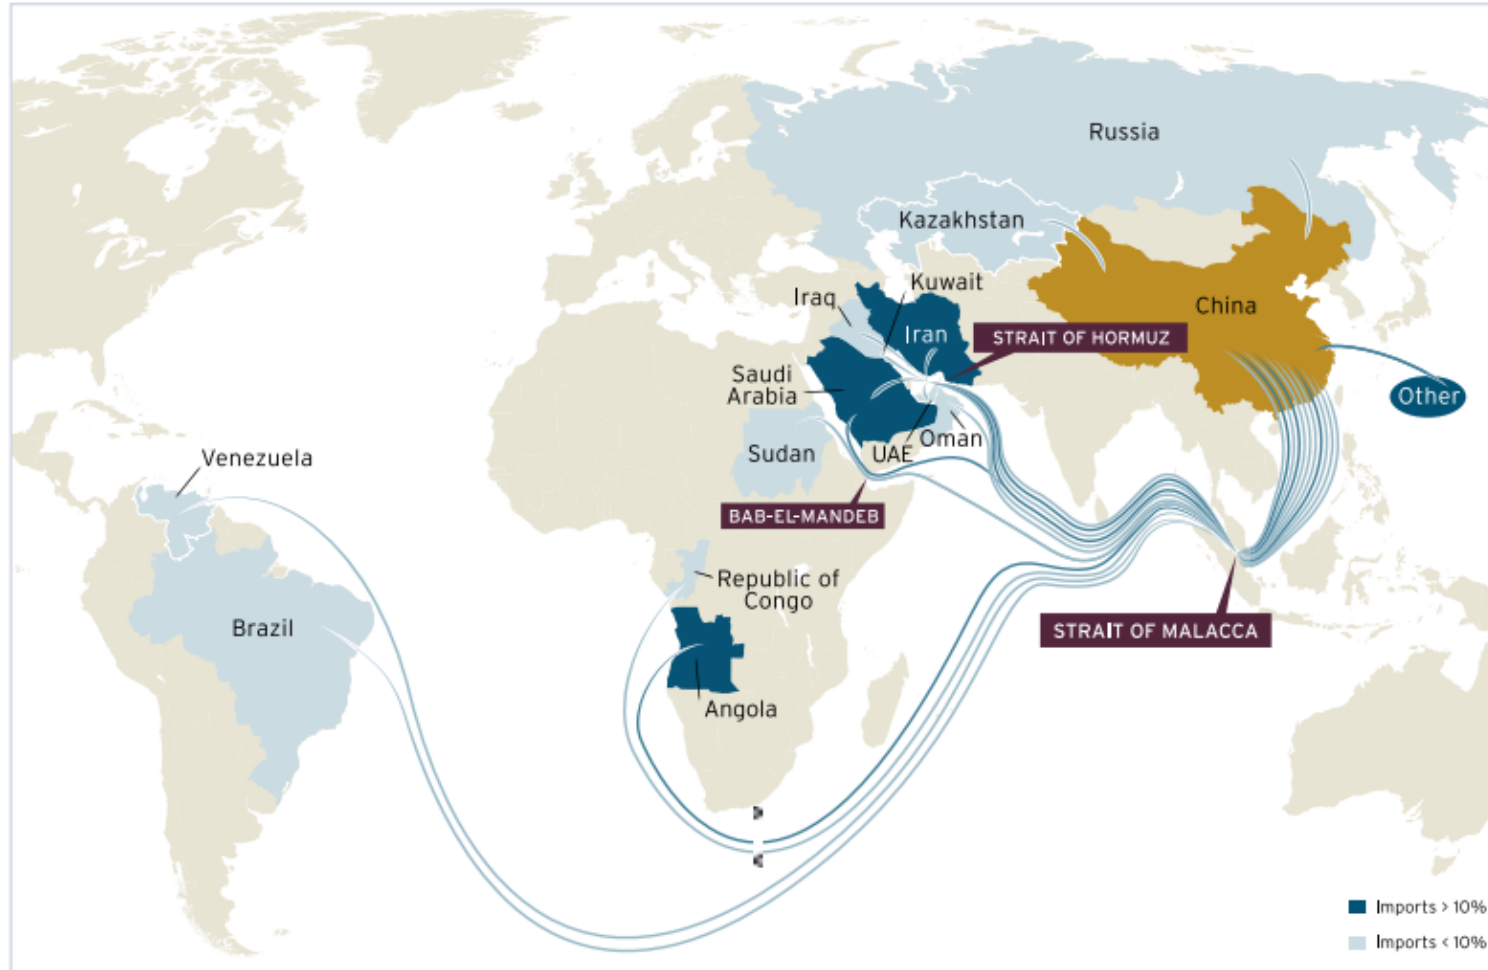 Russia
Kazakhstan
Kuwait
Iraq
China
Iran
STRAIT OF HORMUZ
Saudi
Arabia
Other
Oman
UAE
Sudan
Venezuela
BAB-EL-MANDEB
Republic of
Congo
Brazil
STRAIT OF MALACCA
Angola
Imports > 10%
Imports < 10%